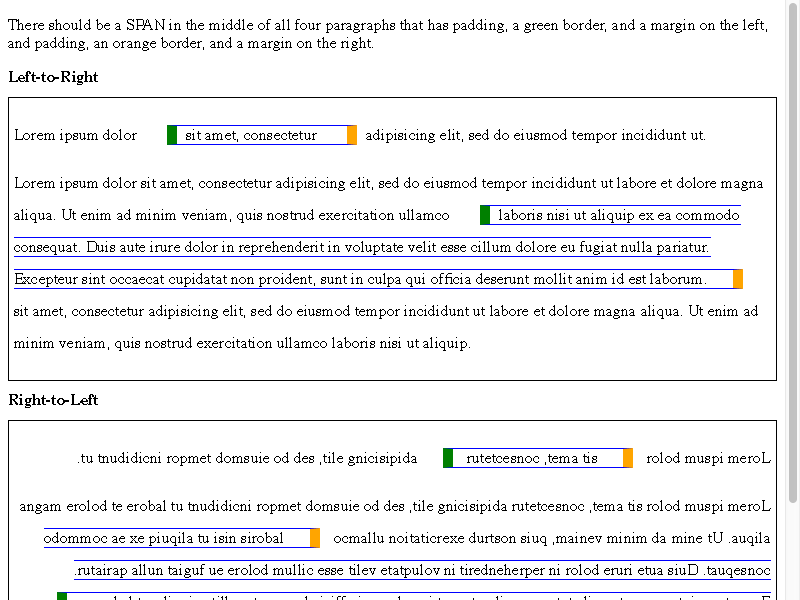 There should be a SPAN in the middle of all four paragraphs that has padding, a green border, and a margin on the left,
and padding, an orange border, and a margin on the right.
Left-to-Right
Lorem ipsum dolor sit amet, consectetur adipisicing elit, sed do eiusmod tempor incididunt ut.
Lorem ipsum dolor sit amet, consectetur adipisicing elit, sed do eiusmod tempor incididunt ut labore et dolore magna
aliqua. Ut enim ad minim veniam, quis nostrud exercitation ullamco laboris nisi ut aliquip ex ea commodo
consequat. Duis aute irure dolor in reprehenderit in voluptate velit esse cillum dolore eu fugiat nulla pariatur.
Excepteur sint occaecat cupidatat non proident, sunt in culpa qui officia deserunt mollit anim id est laborum.
sit amet, consectetur adipisicing elit, sed do eiusmod tempor incididunt ut labore et dolore magna aliqua. Ut enim ad
minim veniam, quis nostrud exercitation ullamco laboris nisi ut aliquip.
Right-to-Left
.tu tnudidicni ropmet domsuie od des ,tile gnicisipida rutetcesnoc ,tema tis rolod muspi meroL
angam erolod te erobal tu tnudidicni ropmet domsuie od des ,tile gnicisipida rutetcesnoc ,tema tis rolod muspi meroL
odommoc ae xe piuqila tu isin sirobal ocmallu noitaticrexe durtson siuq ,mainev minim da mine tU .auqila
.rutairap allun taiguf ue erolod mullic esse tilev etatpulov ni tiredneherper ni rolod eruri etua siuD .tauqesnoc